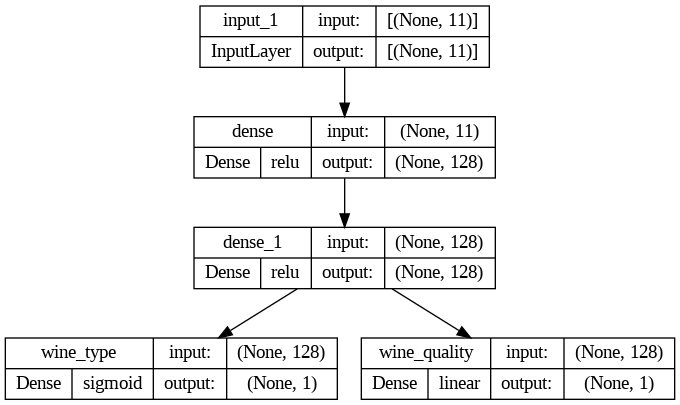 input_1 input: [(None, 11)]
InputLayer output: [(None, 11)]
dense input: (None, 11)
Dense relu output: (None, 128)
dense_1 input: (None, 128)
Dense relu output: (None, 128)
wine_type input: (None, 128)
Dense sigmoid output: (None, 1)
wine_quality input: (None, 128)
Dense linear output: (None, 1)